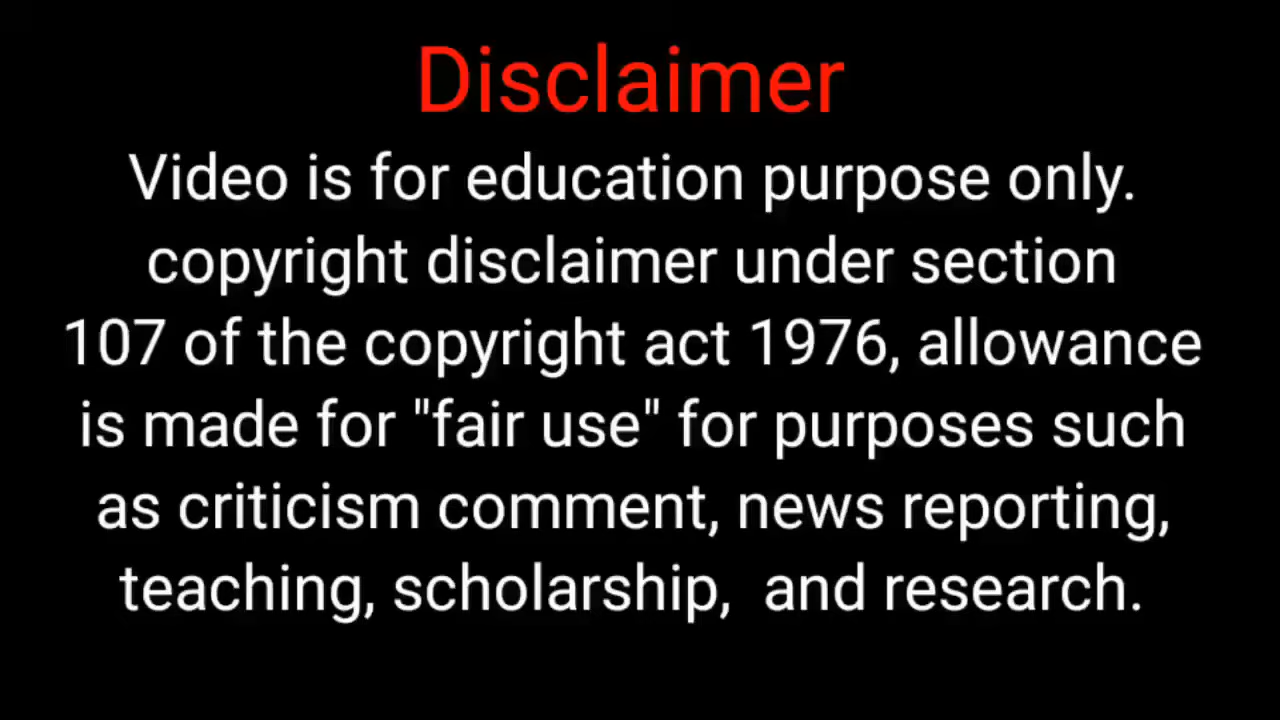 Disclaimer
Video is for education purpose only.
copyright disclaimer under section
107 of the copyright act 1976, allowance
is made for "fair use" for purposes such
as criticism comment, news reporting,
teaching, scholarship,  and research.